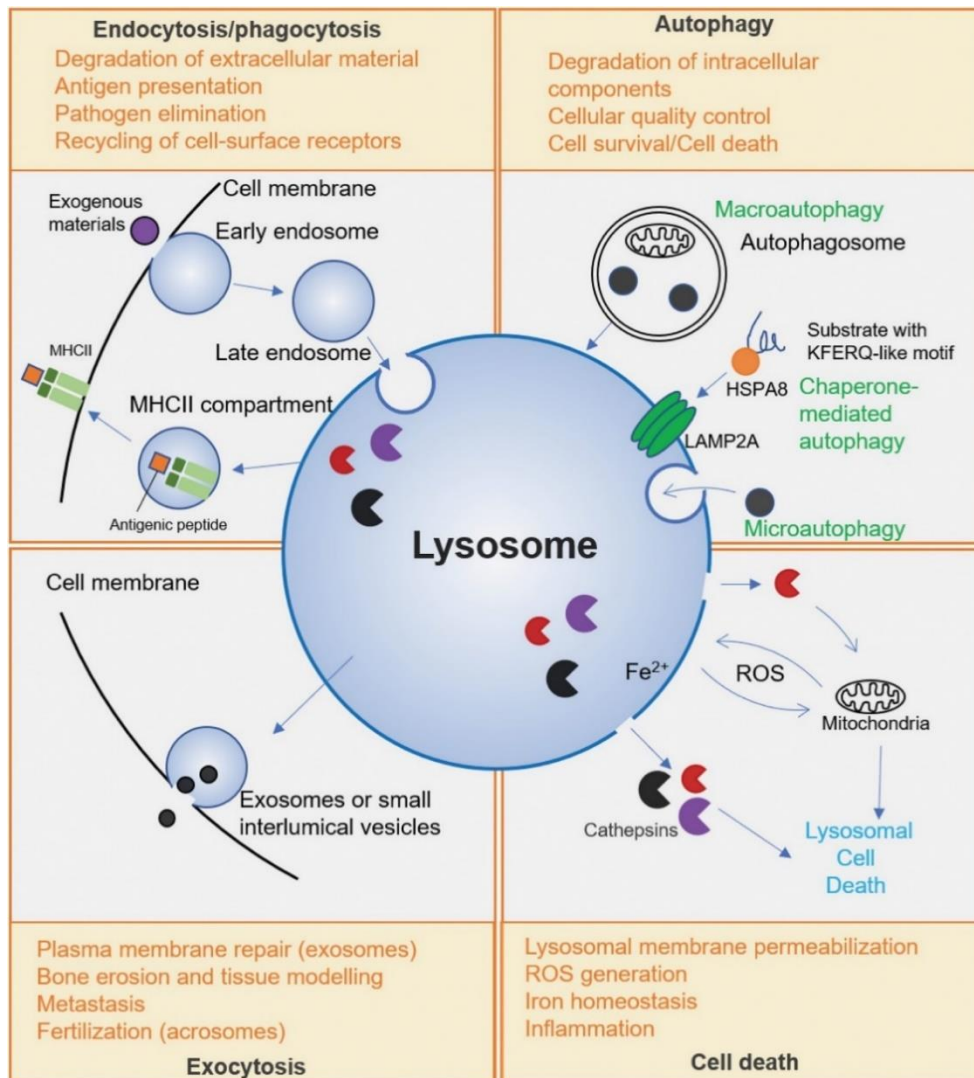 Endocytosis/phagocytosis
Degradation of extracellular material
Antigen presentation
Pathogen elimination
Recycling of cell-surface receptors
Autophagy
Degradation of intracellular
components
Cellular quality control
Cell survival/Cell death
Cell membrane
Exogenous
materials
Early endosome
Late endosome
MHCII
MHCII compartment
Antigenic peptide
Macroautophagy
Autophagosome
Substrate with
KFERQ-like motif
HSPA8
Chaperone-
mediated
autophagy
LAMP2A
Microautophagy
Lysosome
Cell membrane
Exosomes or small
interlumical vesicles
Fe2+
ROS
Mitochondria
Cathepsins
Lysosomal
Cell
Death
Plasma membrane repair (exosomes)
Bone erosion and tissue modelling
Metastasis
Fertilization (acrosomes)
Exocytosis
Lysosomal membrane permeabilization
ROS generation
Iron homeostasis
Inflammation
Cell death